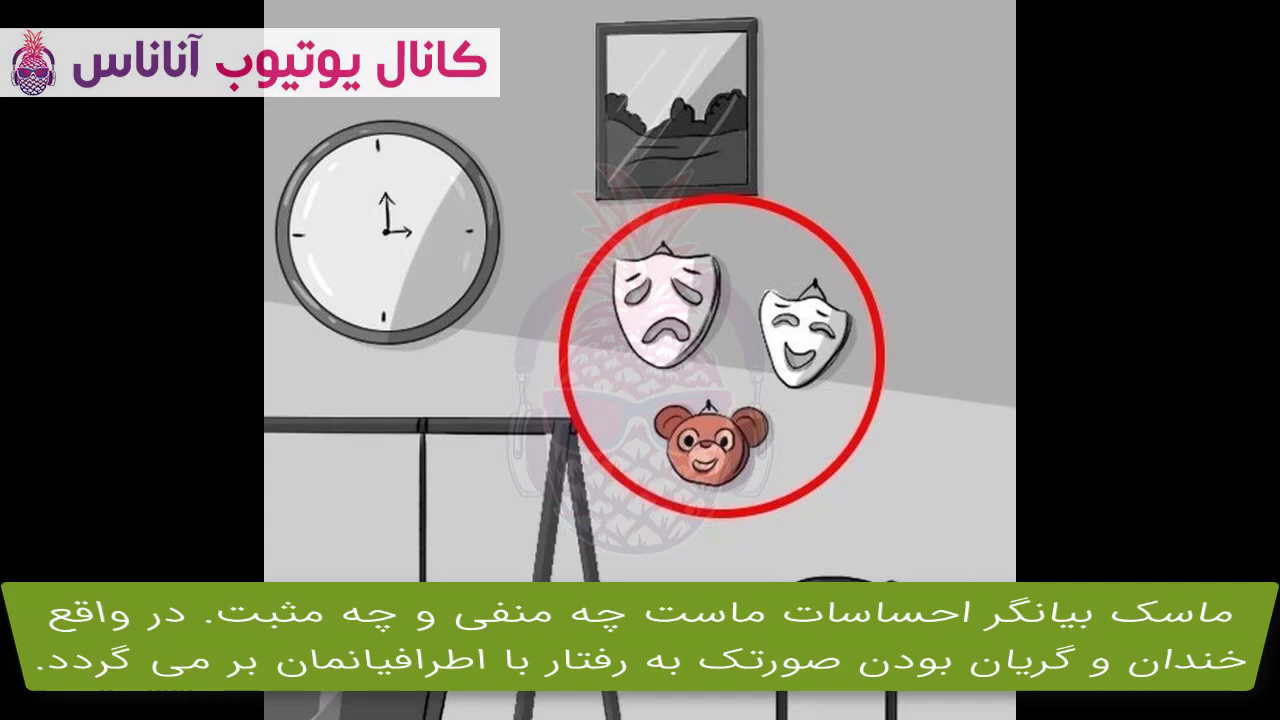 کانال یوتیوب آناناس
ماسک بیانگر احساسات ماست چه منفی و چه مثبت. در واقع
خندان و گریان بودن صورتک به رفتار با اطرافیانمان بر می گردد.